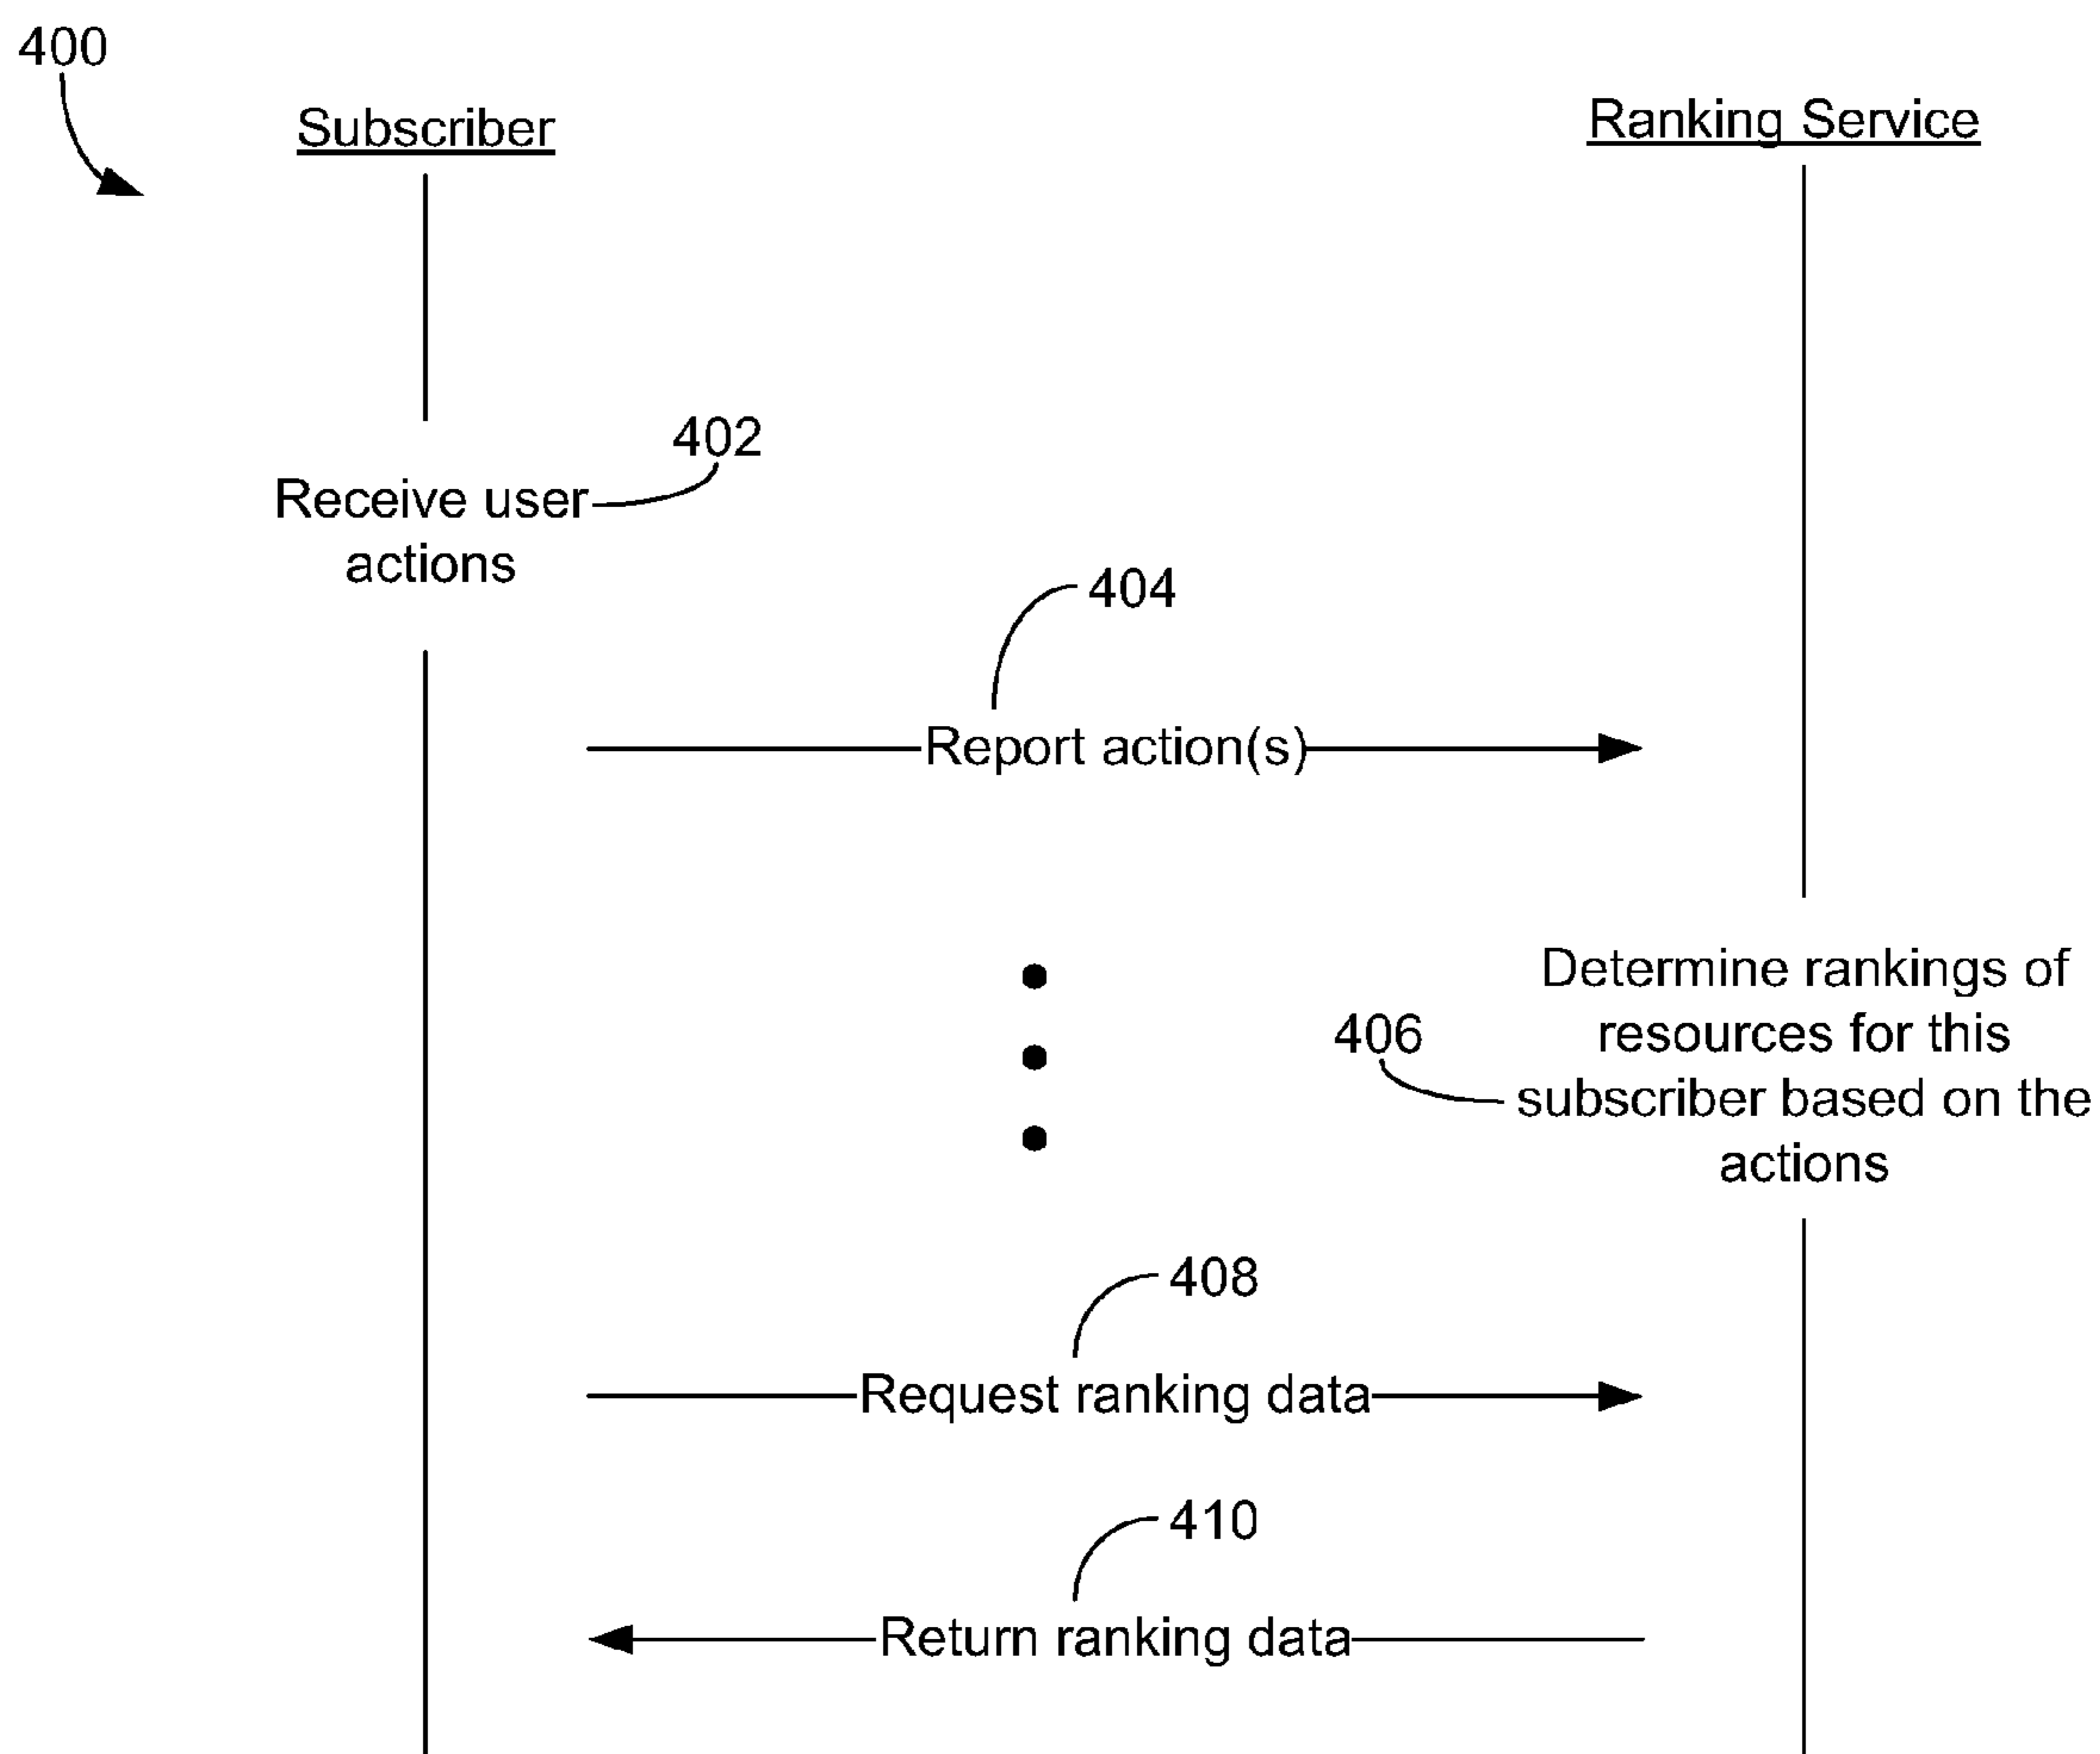 400
Subscriber
Ranking Service
402
Receive user
actions
404
Report action(s)
Determine rankings of
resources for this
406
subscriber based on the
actions
408
Request ranking data
410
Return ranking data